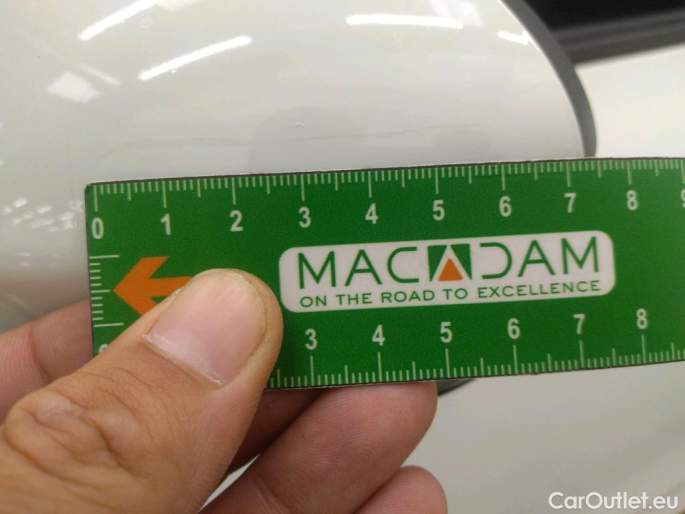 0 1 2 3 4 5 6 7 8 9
MACADAM
ON THE ROAD TO EXCELLENCE
3 4 5 6 7 8
CarOutlet.eu